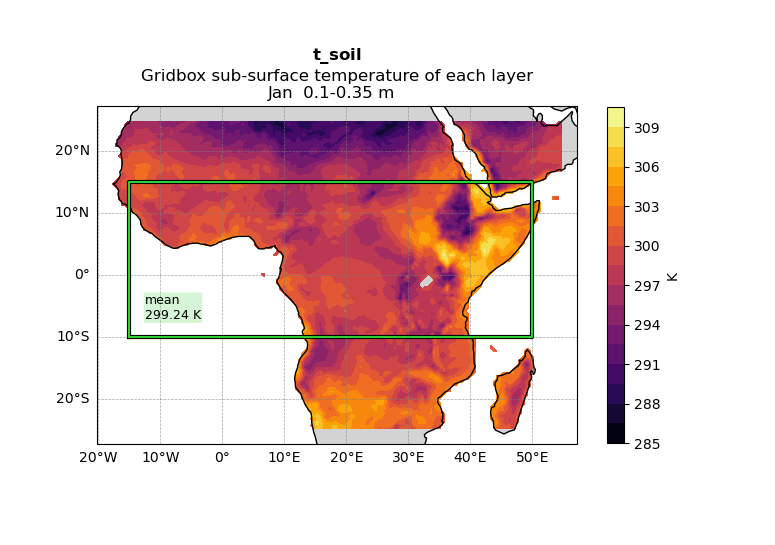 t_soil
Gridbox sub-surface temperature of each layer
Jan  0.1-0.35 m
20°N
10°N
0°
10°S
20°S
mean
299.24 K
20°W
10°W
0°
10°E
20°E
30°E
40°E
50°E
309
306
303
300
297
294
291
288
285
K